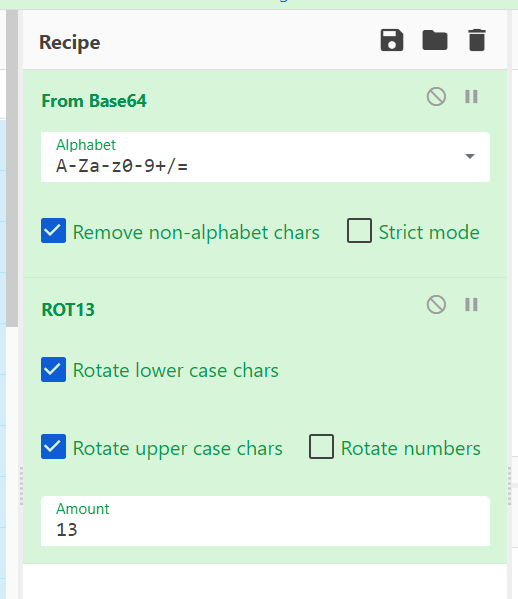 Recipe
From Base64
Alphabet
A-Za-z0-9+/=
Remove non-alphabet chars Strict mode
ROT13
Rotate lower case chars
Rotate upper case chars Rotate numbers
Amount
13